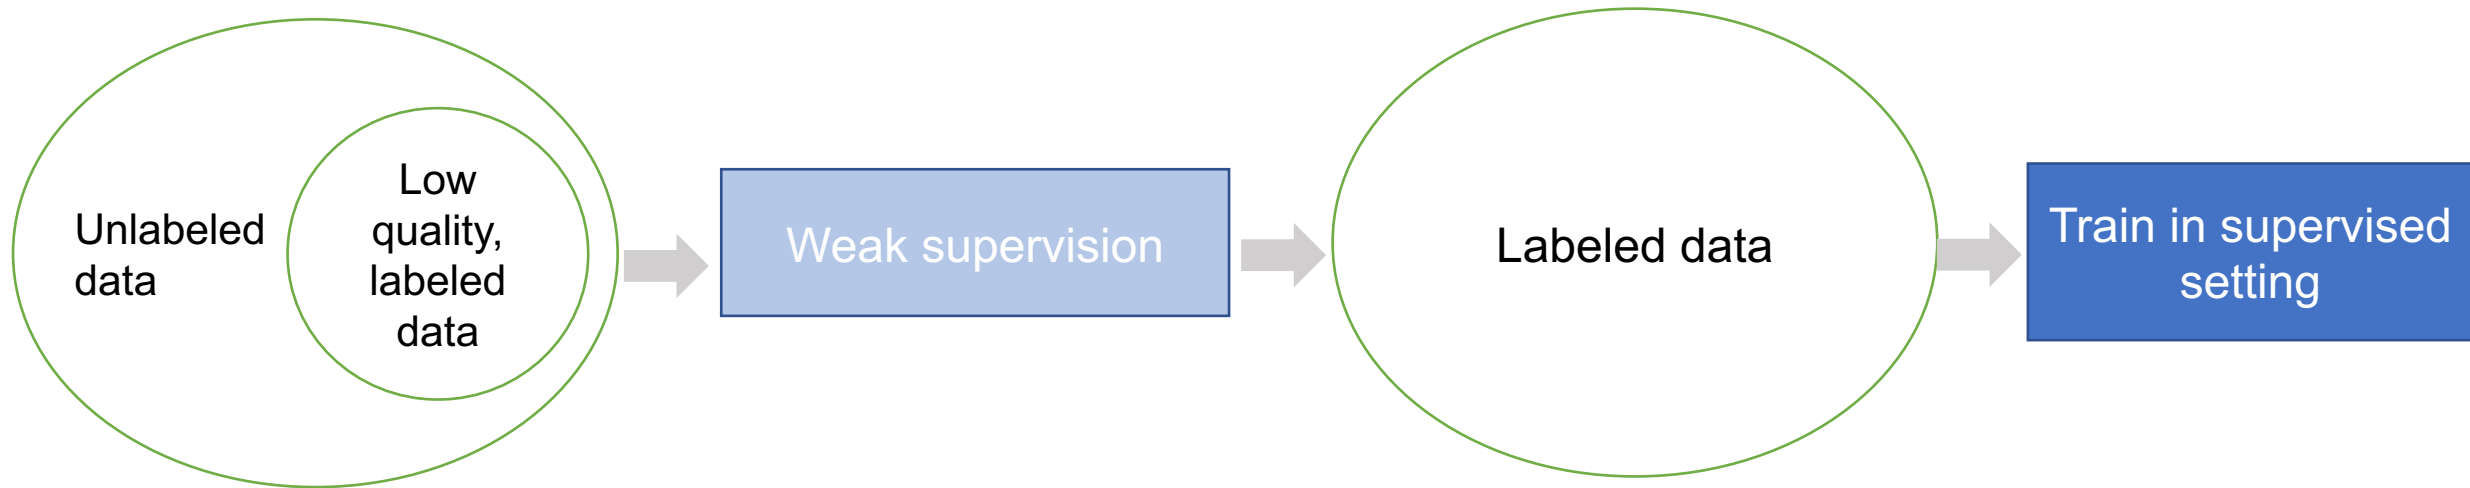 Unlabeled
data
Low
quality,
labeled
data
Weak supervision
Labeled data
Train in supervised
setting